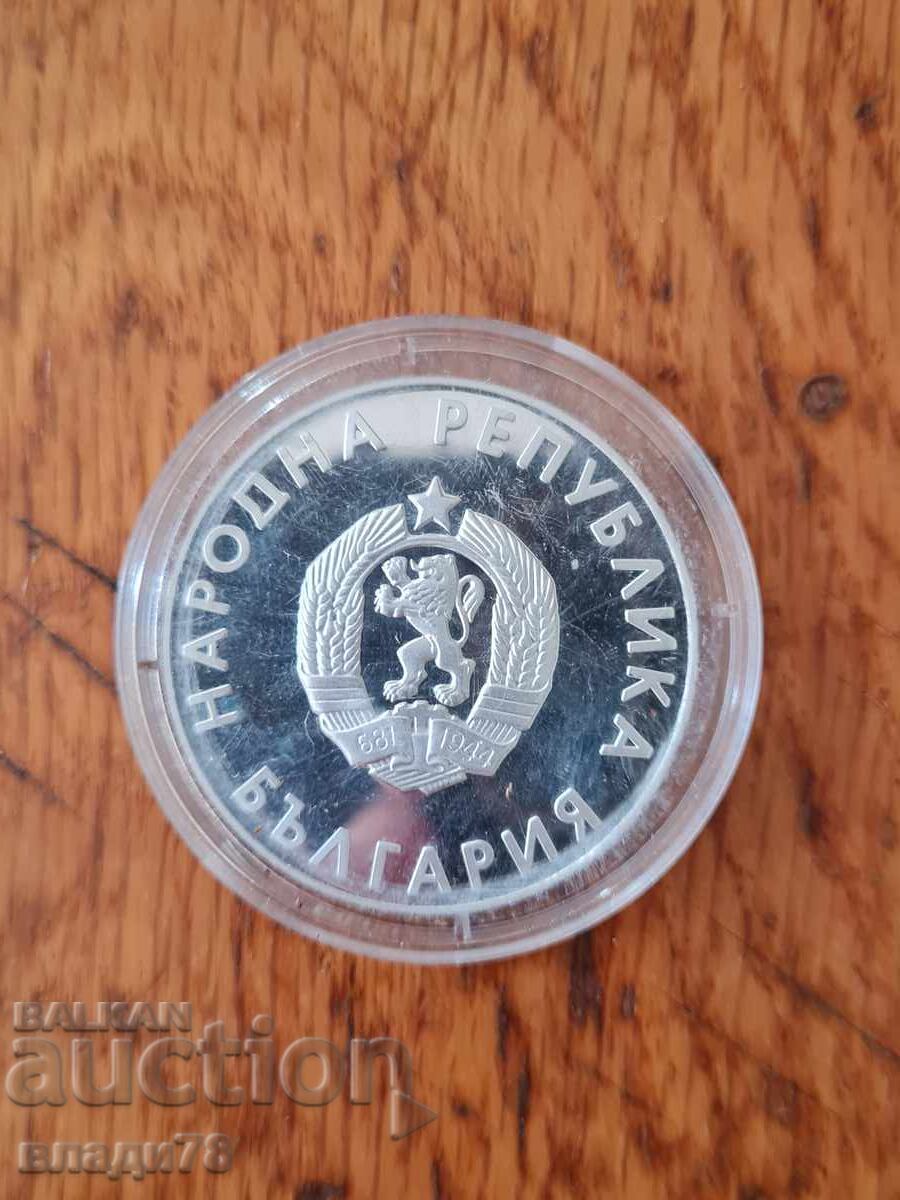 НАРОДНА РЕПУБЛИКА
БЪЛГАРИЯ
681 1944
BALKAN
auction
влади78